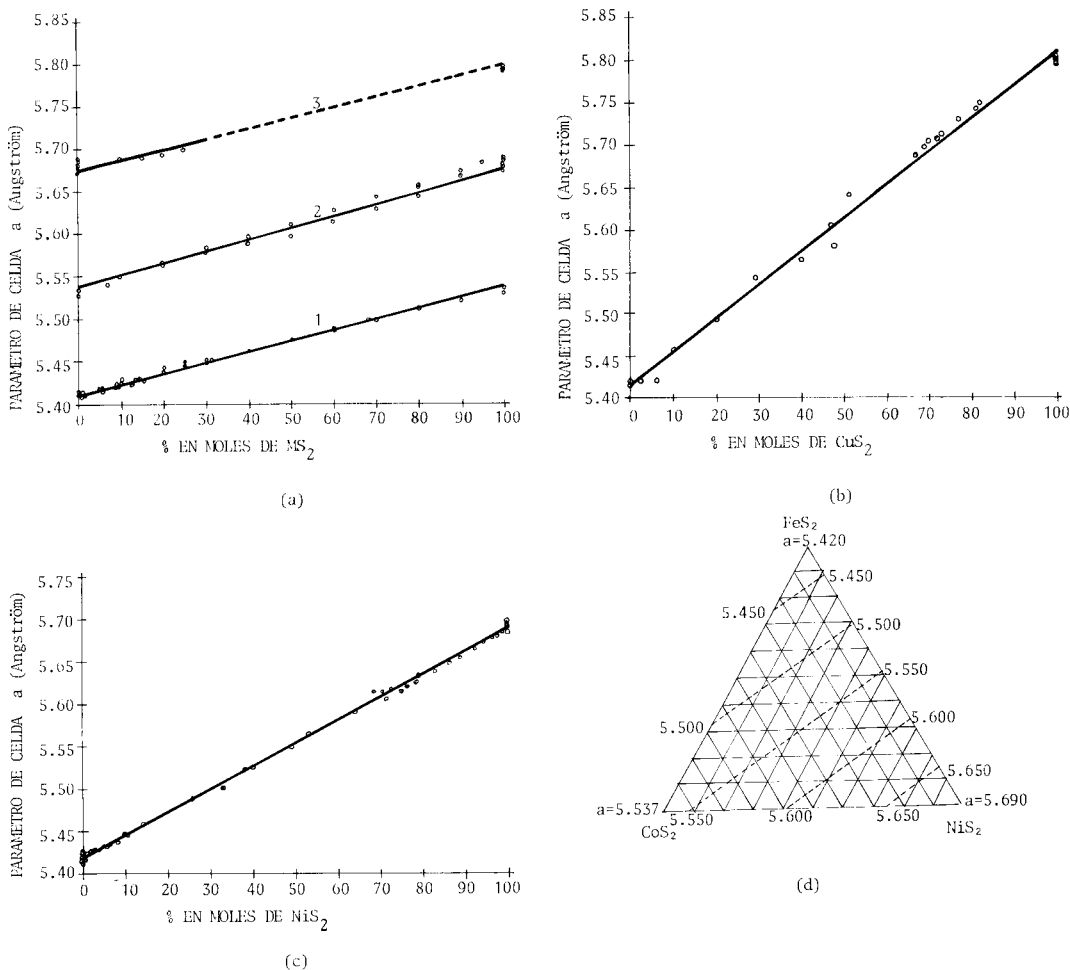 5.85
5.80
5.75
5.70
5.65
5.60
5.55
5.50
5.45
5.40
PARAMETRO DE CELDA a (Angström)
3
2
1
0 10 20 30 40 50 60 70 80 90 100
% EN MOLES DE MS2
(a)
5.85
5.80
5.75
5.70
5.65
5.60
5.55
5.50
5.45
5.40
PARAMETRO DE CELDA a (Angström)
0 10 20 30 40 50 60 70 80 90 100
% EN MOLES DE CuS2
(b)
5.75
5.70
5.65
5.60
5.55
5.50
5.45
5.40
PARAMETRO DE CELDA a (Angström)
0 10 20 30 40 50 60 70 80 90 100
% EN MOLES DE NiS2
(c)
FeS2
a=5.420
5.450
5.450
5.500
5.550
5.500
5.600
5.650
a=5.537
a=5.690
5.550 5.600 5.650
CoS2
NiS2
(d)